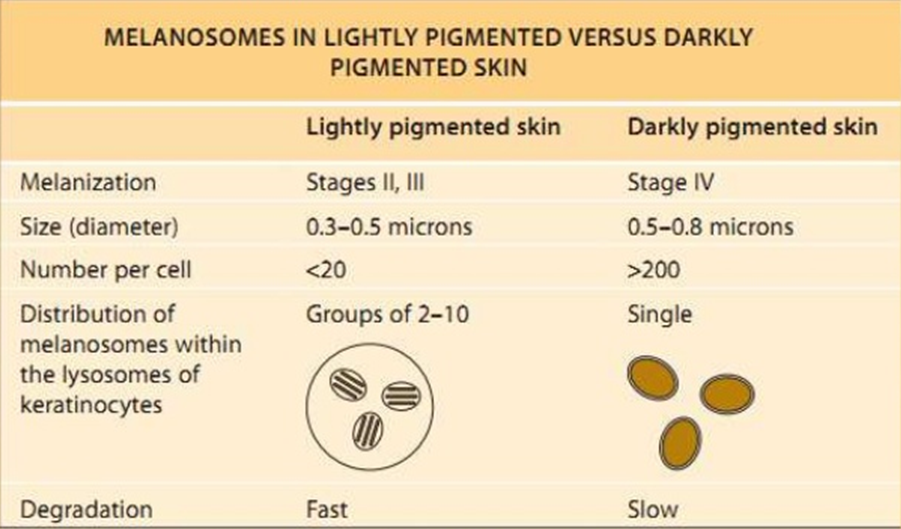 MELANOSOMES IN LIGHTLY PIGMENTED VERSUS DARKLY
PIGMENTED SKIN
Lightly pigmented skin Darkly pigmented skin
Melanization Stages II, III Stage IV
Size (diameter) 0.3–0.5 microns 0.5–0.8 microns
Number per cell <20 >200
Distribution of Groups of 2–10 Single
melanosomes within
the lysosomes of
keratinocytes
Degradation Fast Slow